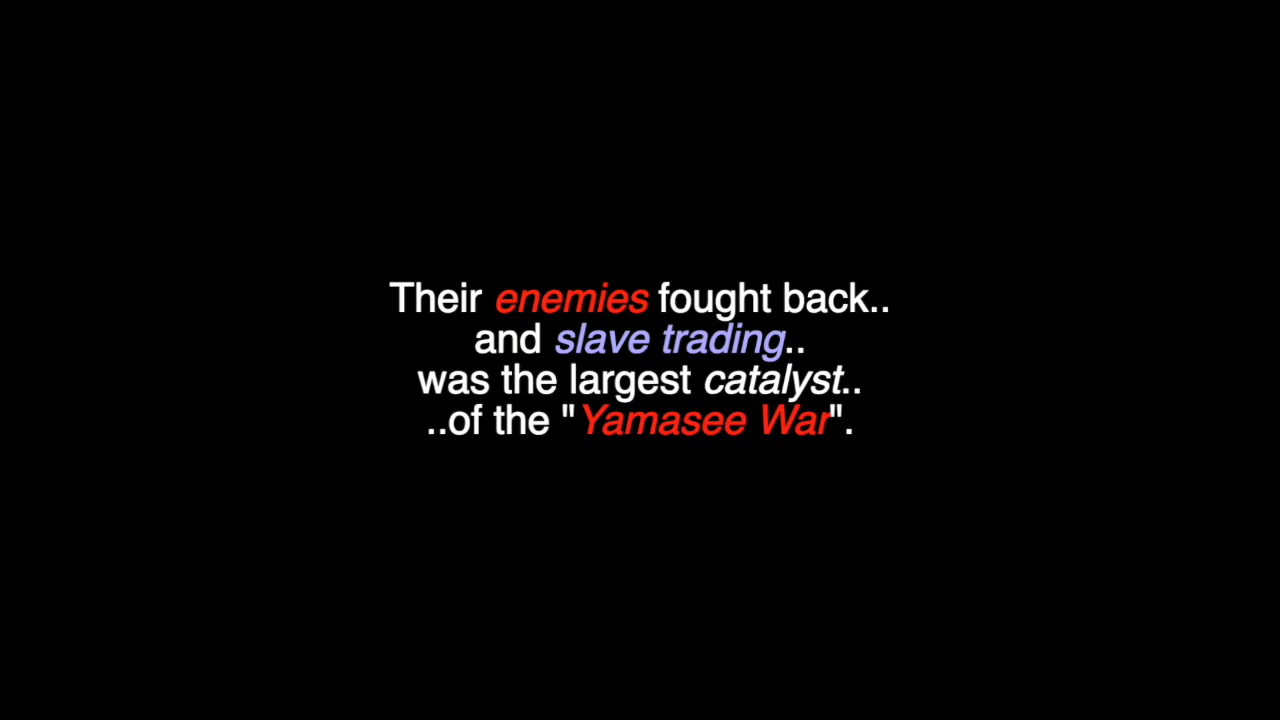 Their enemies fought back..
and slave trading..
was the largest catalyst..
..of the "Yamasee War".